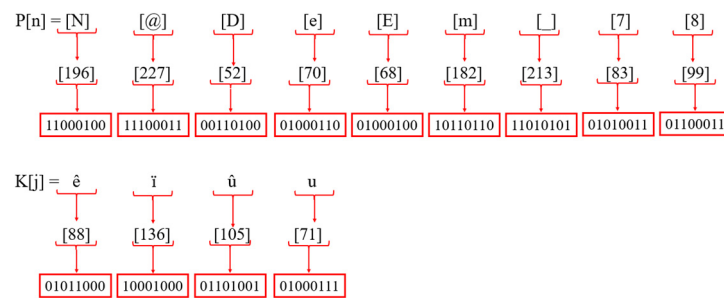 P[n] = [N] [@] [D] [e] [E] [m] [_] [7] [8]
[196] [227] [52] [70] [68] [182] [213] [83] [99]
11000100 11100011 00110100 01000110 01000100 10110110 11010101 01010011 01100011
K[j] = ê ï û u
[88] [136] [105] [71]
01011000 10001000 01101001 01000111